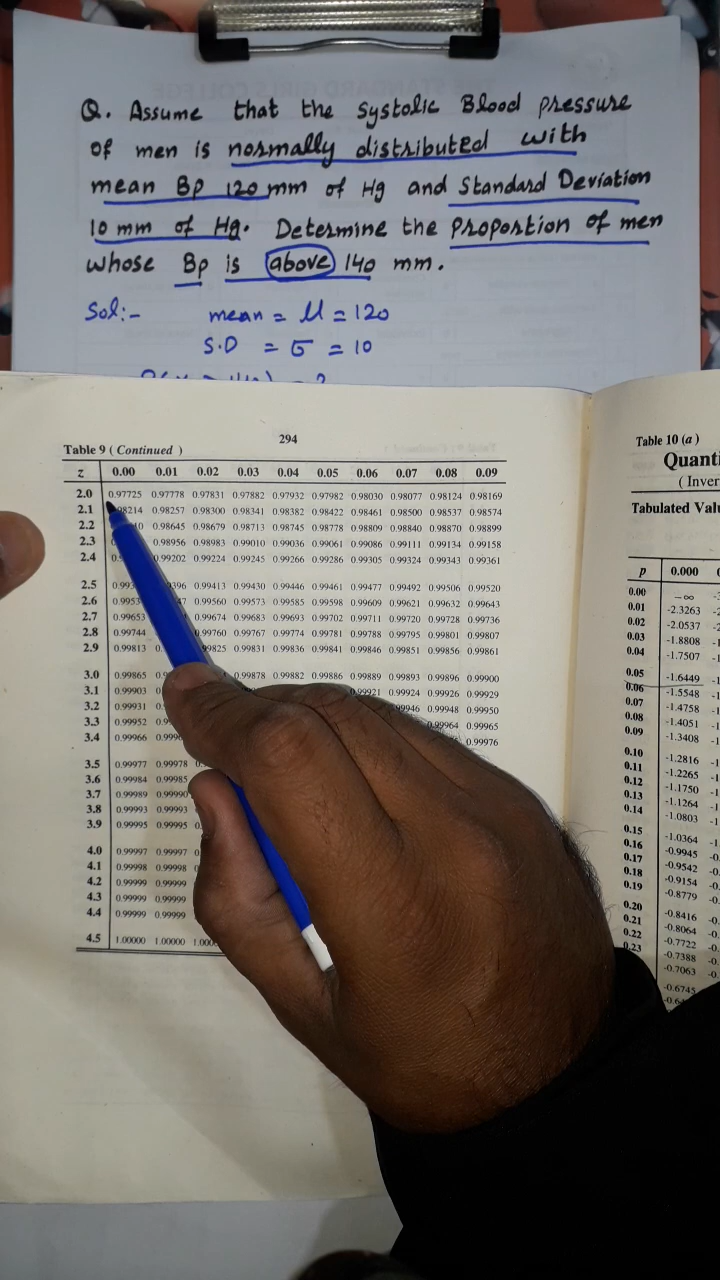 Q. Assume that the systolic Blood pressure
of men is normally distributed with
mean Bp 120 mm of Hg and Standard Deviation
10 mm of Hg. Determine the proportion of men
whose Bp is above 140 mm.
Sol:- mean = μ = 120
S.D = σ = 10
294
Table 9 ( Continued )
z 0.00 0.01 0.02 0.03 0.04 0.05 0.06 0.07 0.08 0.09
2.0 0.97725 0.97778 0.97831 0.97882 0.97932 0.97982 0.98030 0.98077 0.98124 0.98169
2.1 0.98257 0.98300 0.98341 0.98382 0.98422 0.98461 0.98500 0.98537 0.98574
2.2 0.98645 0.98679 0.98713 0.98745 0.98778 0.98809 0.98840 0.98870 0.98899
2.3 0.98956 0.98983 0.99010 0.99036 0.99061 0.99086 0.99111 0.99134 0.99158
2.4 0.99202 0.99224 0.99245 0.99266 0.99286 0.99305 0.99324 0.99343 0.99361
2.5 0.99413 0.99430 0.99446 0.99461 0.99477 0.99492 0.99506 0.99520
2.6 0.99560 0.99573 0.99585 0.99598 0.99609 0.99621 0.99632 0.99643
2.7 0.99653 0.99674 0.99683 0.99693 0.99702 0.99711 0.99720 0.99728 0.99736
2.8 0.99744 0.99760 0.99767 0.99774 0.99781 0.99788 0.99795 0.99801 0.99807
2.9 0.99813 0.99831 0.99836 0.99841 0.99846 0.99851 0.99856 0.99861
3.0 0.99865 0.99878 0.99882 0.99886 0.99889 0.99893 0.99896 0.99900
3.1 0.99903 0.99921 0.99924 0.99926 0.99929
3.2 0.99931 0.99948 0.99950
3.3 0.99952 0.99964 0.99965
3.4 0.99966 0.99976
3.5 0.99977 0.99978
3.6 0.99984 0.99985
3.7 0.99989 0.99990
3.8 0.99993 0.99993
3.9 0.99995 0.99995
4.0 0.99997 0.99997
4.1 0.99998 0.99998
4.2 0.99999 0.99999
4.3 0.99999 0.99999
4.4 0.99999 0.99999
4.5 1.00000 1.00000
Table 10 (a)
Quanti
( Inver
Tabulated Valu
p 0.000
0.00 -∞
0.01 -2.3263
0.02 -2.0537
0.03 -1.8808
0.04 -1.7507
0.05 -1.6449
0.06 -1.5548
0.07 -1.4758
0.08 -1.4051
0.09 -1.3408
0.10 -1.2816
0.11 -1.2265
0.12 -1.1750
0.13 -1.1264
0.14 -1.0803
0.15 -1.0364
0.16 -0.9945
0.17 -0.9542
0.18 -0.9154
0.19 -0.8779
0.20 -0.8416
0.21 -0.8064
0.22 -0.7722
0.23 -0.7388
-0.7063
-0.6745